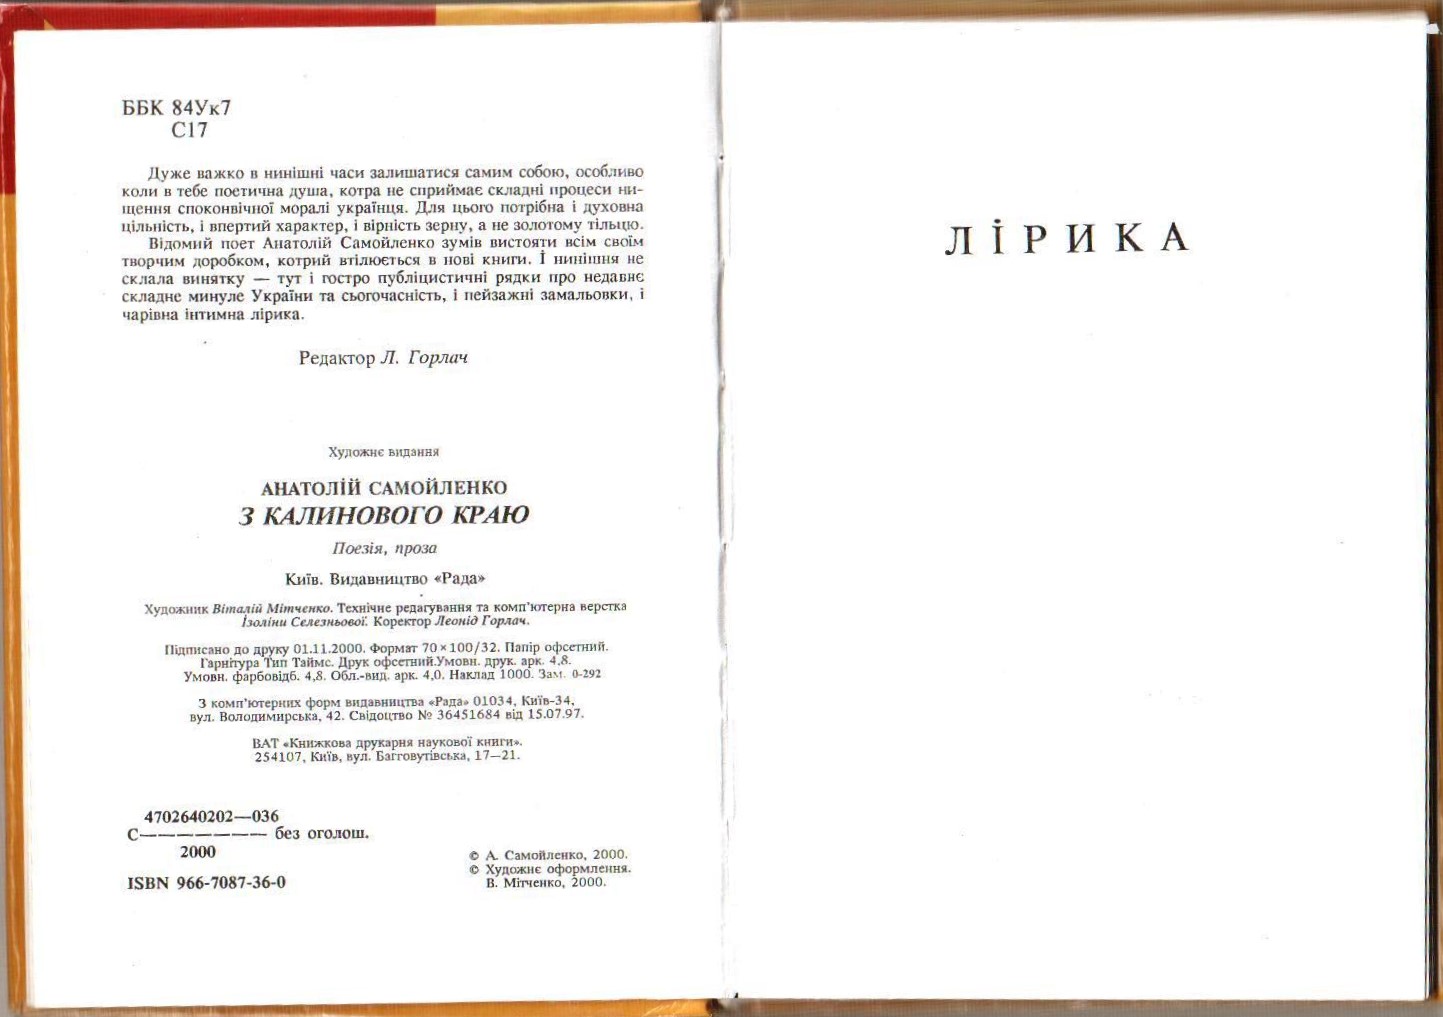 ББК 84Ук7
С17
Дуже важко в нинішні часи залишатися самим собою, особливо
коли в тебе поетична душа, котра не сприймає складні процеси ни-
щення споконвічної моралі українця. Для цього потрібна і духовна
цільність, і впертий характер, і вірність зерну, а не золотому тільцю.
Відомий поет Анатолій Самойленко зумів вистояти всім своїм
творчим доробком, котрий втілюється в нові книги. І нинішня не
склала винятку — тут і гостро публіцистичні рядки про недавнє
складне минуле України та сьогочасність, і пейзажні замальовки, і
чарівна інтимна лірика.
Редактор Л. Горлач
Художнє видання
АНАТОЛІЙ САМОЙЛЕНКО
З КАЛИНОВОГО КРАЮ
Поезія, проза
Київ. Видавництво «Рада»
Художник Віталій Мітченко. Технічне редагування та комп'ютерна верстка
Ізоліни Селезньової. Коректор Леонід Горлач.
Підписано до друку 01.11.2000. Формат 70×100/32. Папір офсетний.
Гарнітура Тип Таймс. Друк офсетний.Умовн. друк. арк. 4,8.
Умовн. фарбовідб. 4,8. Обл.-вид. арк. 4,0. Наклад 1000. Зам. 0-292
З комп'ютерних форм видавництва «Рада» 01034, Київ-34,
вул. Володимирська, 42. Свідоцтво № 36451684 від 15.07.97.
ВАТ «Книжкова друкарня наукової книги».
254107, Київ, вул. Багговутівська, 17—21.
4702640202—036
С———————— без оголош.
2000
ISBN 966-7087-36-0
© А. Самойленко, 2000.
© Художнє оформлення.
В. Мітченко, 2000.
ЛІРИКА